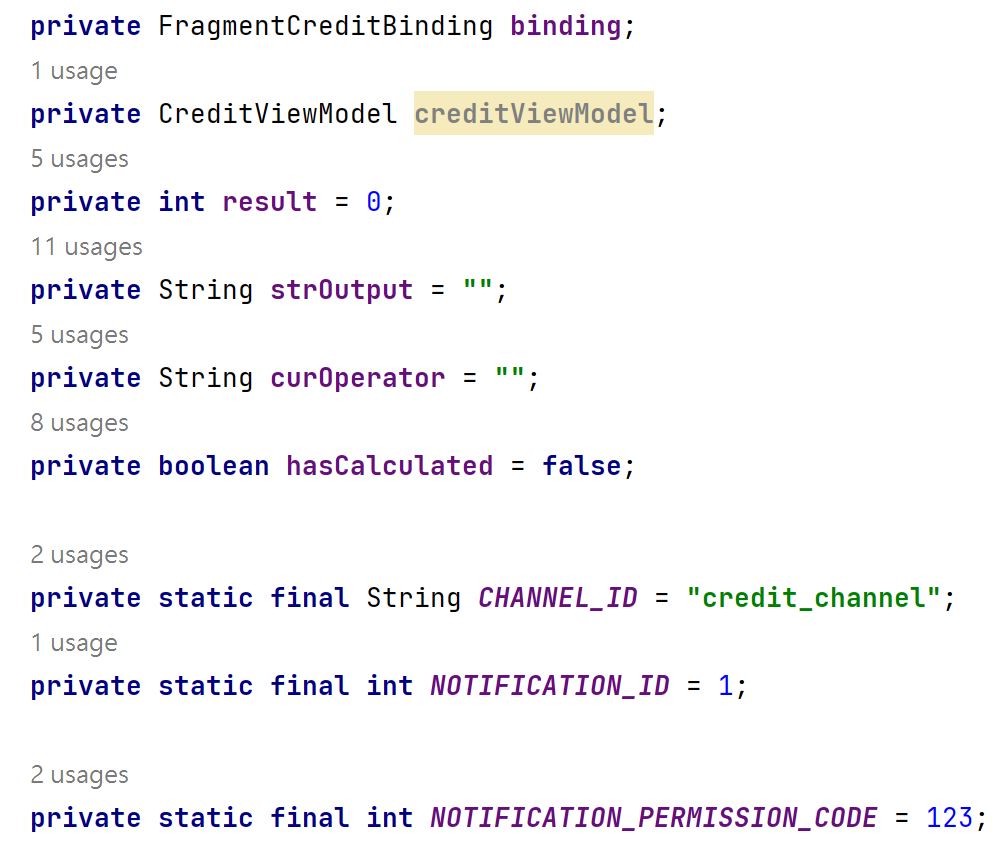 private FragmentCreditBinding binding;
1 usage
private CreditViewModel creditViewModel;
5 usages
private int result = 0;
11 usages
private String strOutput = "";
5 usages
private String curOperator = "";
8 usages
private boolean hasCalculated = false;
2 usages
private static final String CHANNEL_ID = "credit_channel";
1 usage
private static final int NOTIFICATION_ID = 1;
2 usages
private static final int NOTIFICATION_PERMISSION_CODE = 123;